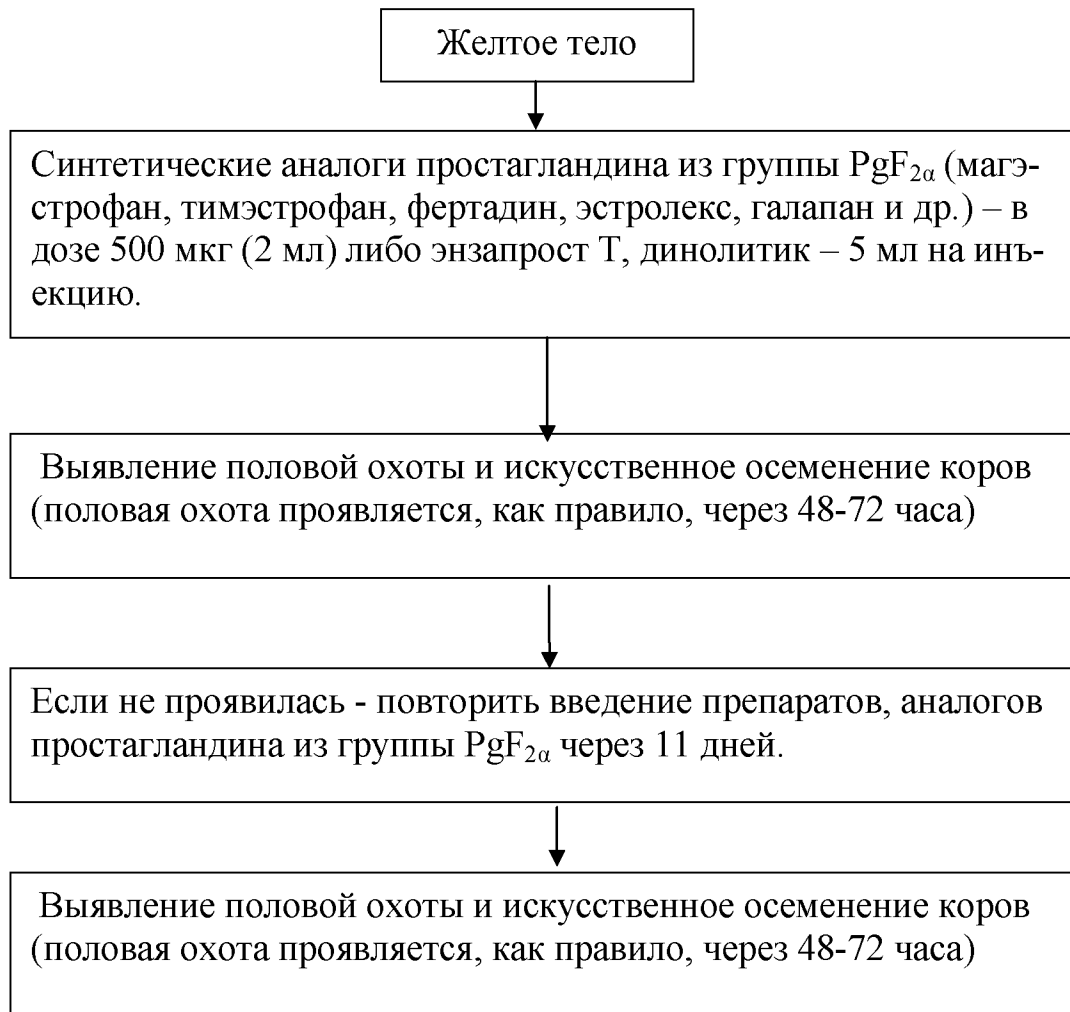 Желтое тело
Синтетические аналоги простагландина из группы PgF₂α (магэ-
строфан, тимэстрофан, фертадин, эстролекс, галапан и др.) – в
дозе 500 мкг (2 мл) либо энзапрост Т, динолитик – 5 мл на инъ-
екцию.
Выявление половой охоты и искусственное осеменение коров
(половая охота проявляется, как правило, через 48-72 часа)
Если не проявилась - повторить введение препаратов, аналогов
простагландина из группы PgF₂α через 11 дней.
Выявление половой охоты и искусственное осеменение коров
(половая охота проявляется, как правило, через 48-72 часа)